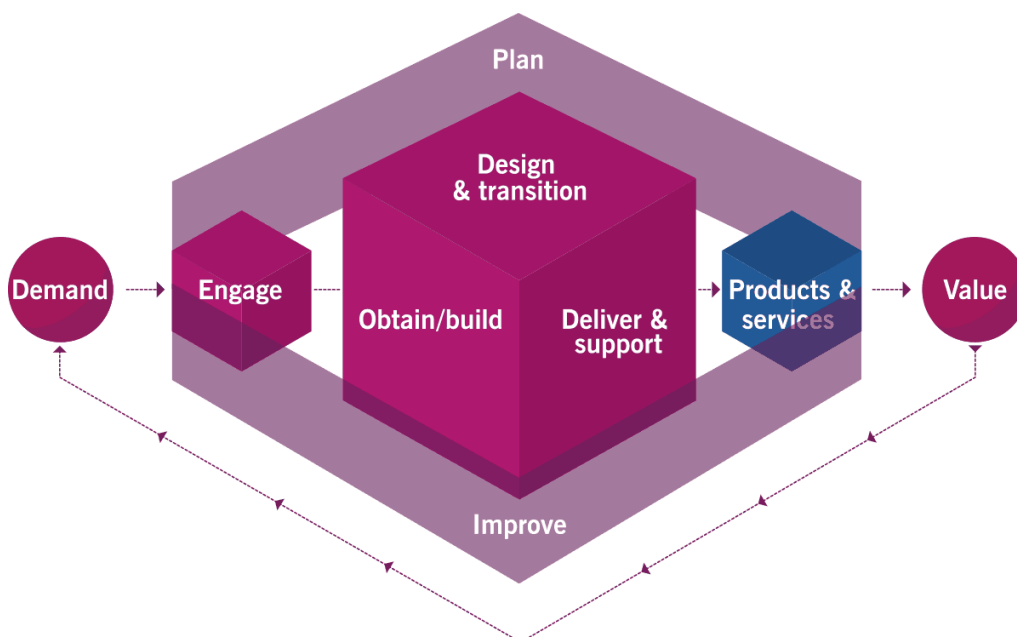 Plan
Design
& transition
Demand
Engage
Obtain/build
Deliver &
support
Products &
services
Value
Improve